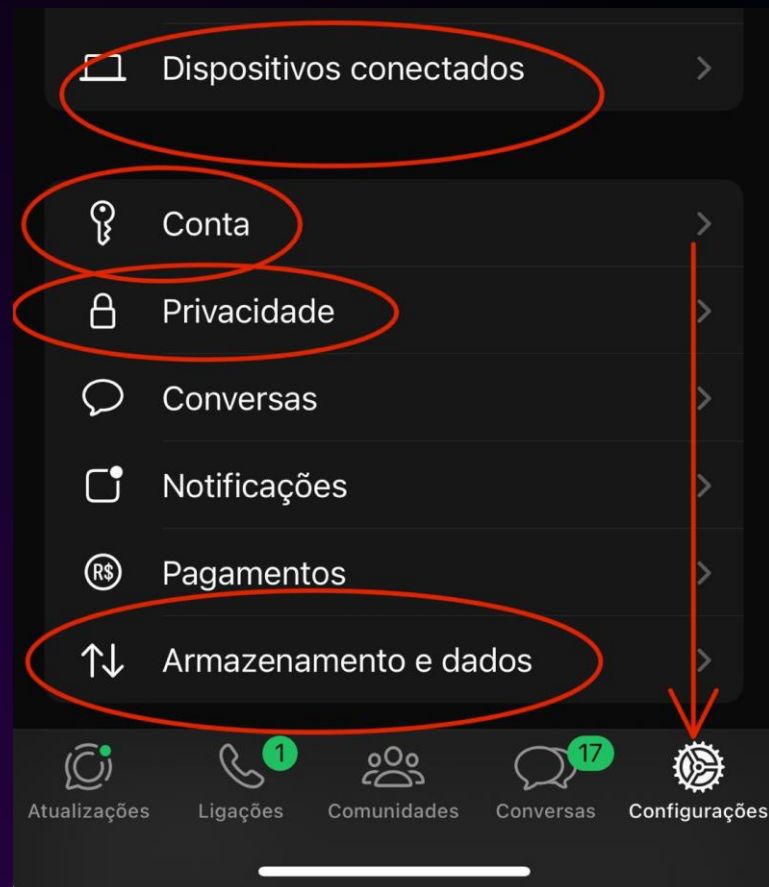 Dispositivos conectados
Conta
Privacidade
Conversas
Notificações
R$ Pagamentos
Armazenamento e dados
1 17
Atualizações Ligações Comunidades Conversas Configurações